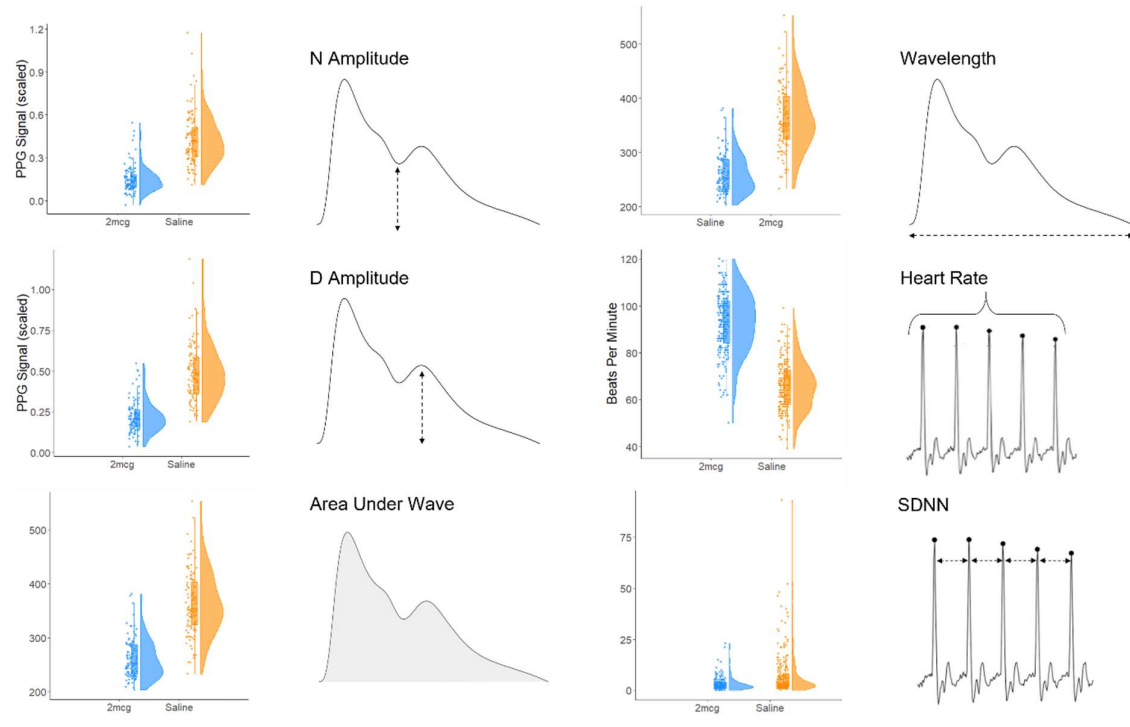 N Amplitude
PPG Signal (scaled)
1.2
0.9
0.6
0.3
0.0
2mcg Saline
Wavelength
500
400
300
200
Saline 2mcg
D Amplitude
PPG Signal (scaled)
1.00
0.75
0.50
0.25
0.00
2mcg Saline
Heart Rate
Beats Per Minute
120
100
80
60
40
2mcg Saline
Area Under Wave
500
400
300
200
2mcg Saline
SDNN
75
50
25
0
2mcg Saline